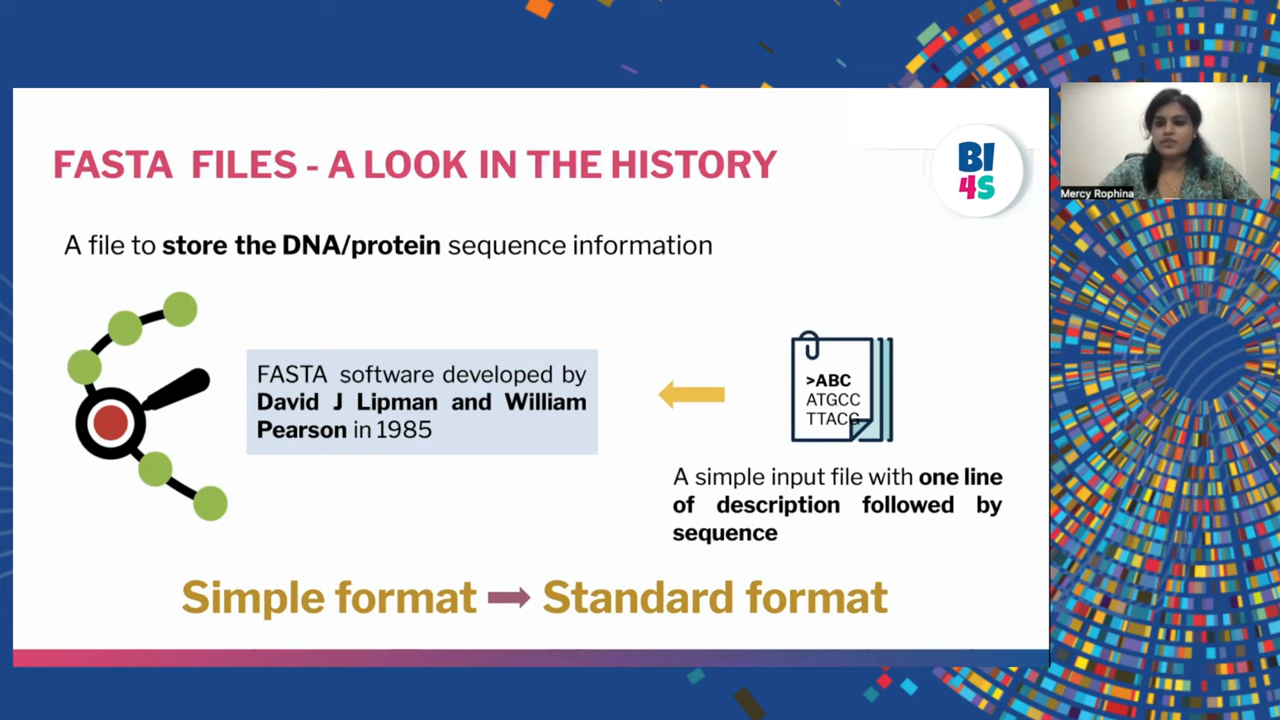 FASTA FILES - A LOOK IN THE HISTORY
BI
4S
Mercy Rophina
A file to store the DNA/protein sequence information
FASTA software developed by
David J Lipman and William
Pearson in 1985
>ABC
ATGCC
TTACG
A simple input file with one line
of description followed by
sequence
Simple format
Standard format